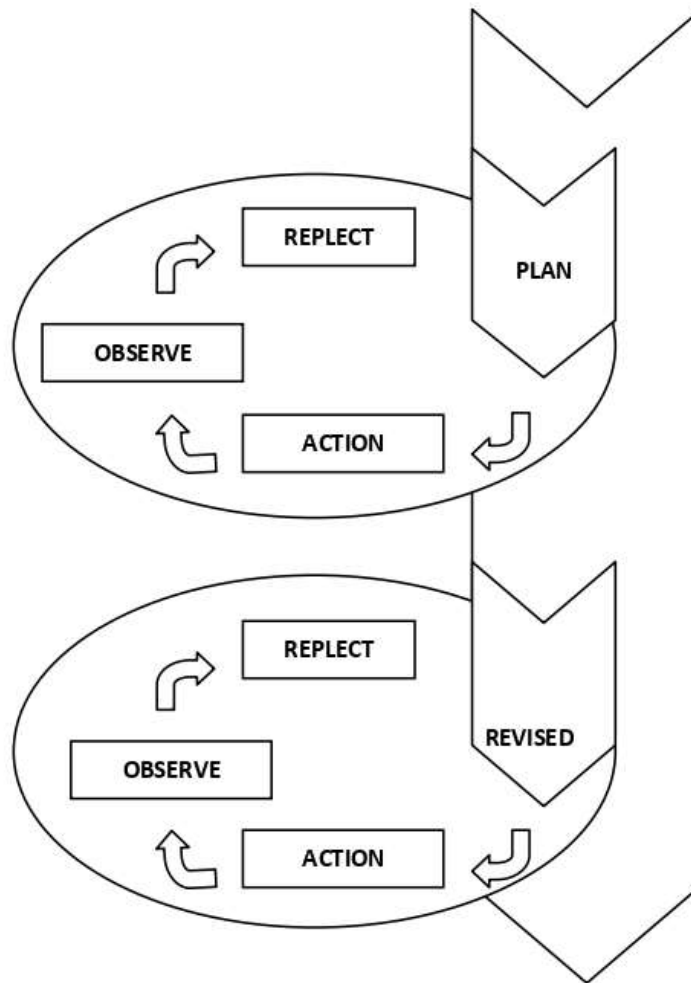 REPLECT
PLAN
OBSERVE
ACTION
REPLECT
REVISED
OBSERVE
ACTION